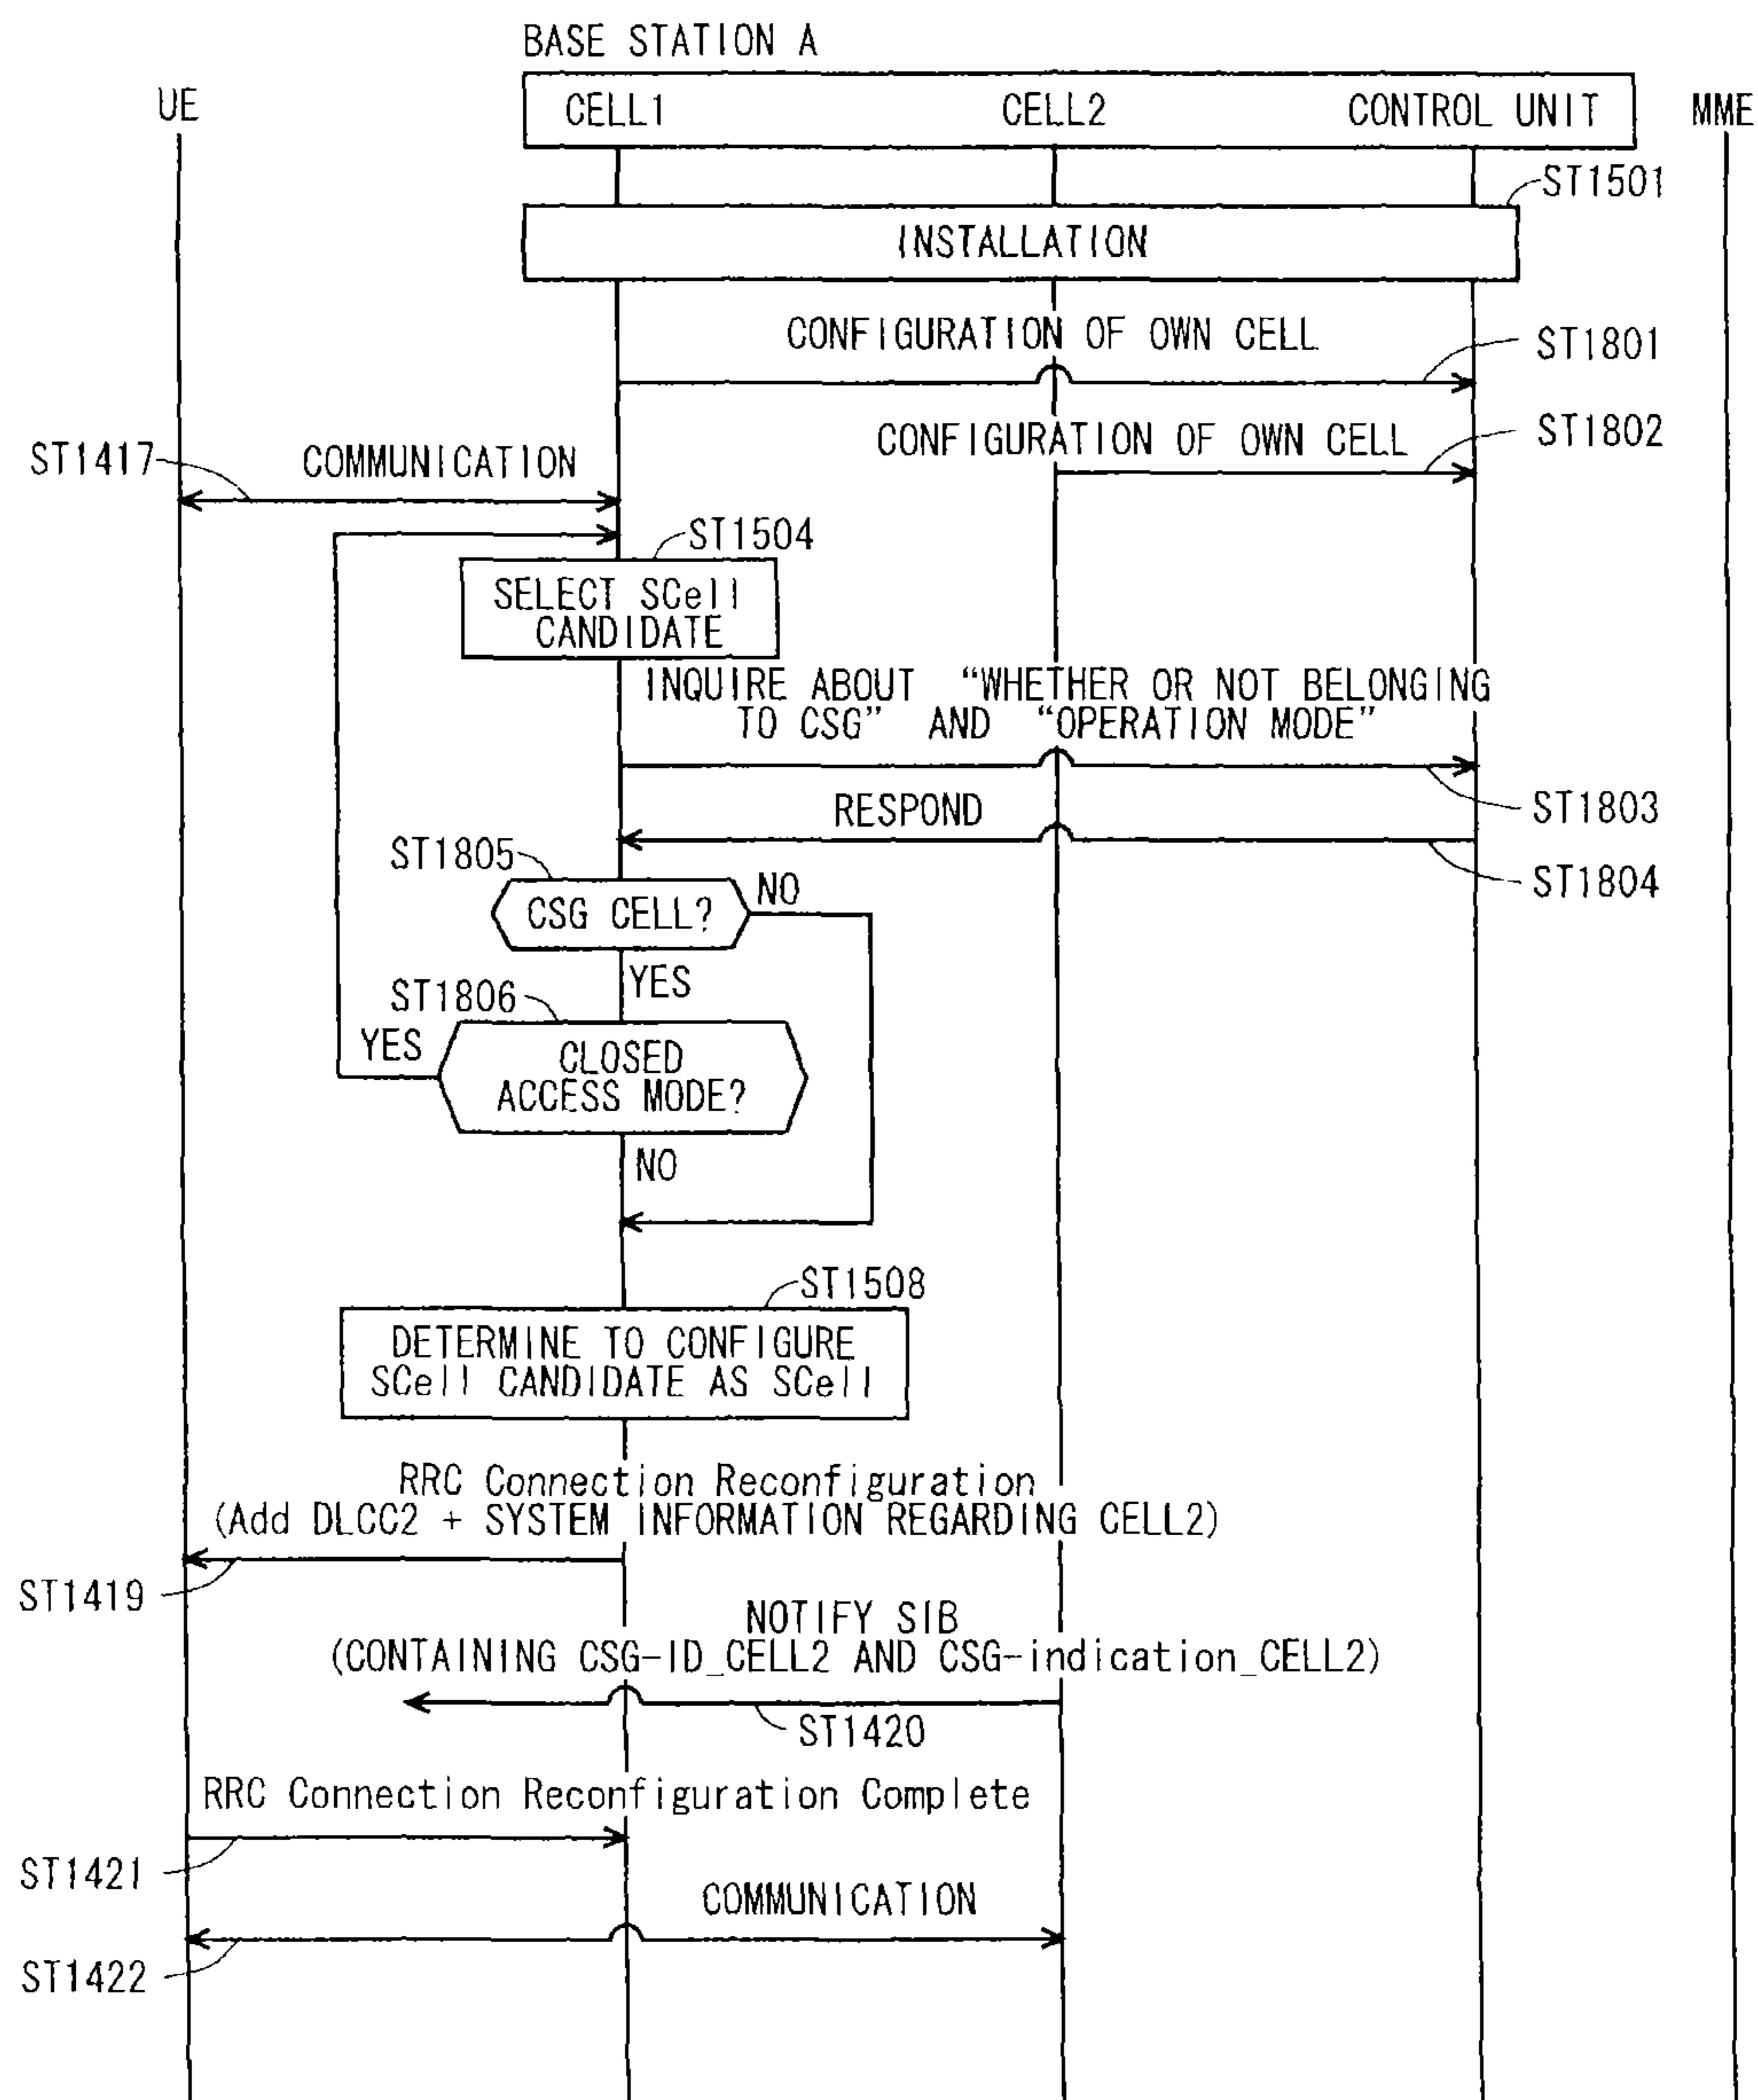 BASE STATION A
UE
CELL1
CELL2
CONTROL UNIT
MME
ST1501
INSTALLATION
CONFIGURATION OF OWN CELL
ST1801
CONFIGURATION OF OWN CELL
ST1802
ST1417
COMMUNICATION
ST1504
SELECT SCell
CANDIDATE
INQUIRE ABOUT “WHETHER OR NOT BELONGING
TO CSG” AND “OPERATION MODE”
ST1803
RESPOND
ST1804
ST1805
CSG CELL?
NO
YES
ST1806
YES
CLOSED
ACCESS MODE?
NO
ST1508
DETERMINE TO CONFIGURE
SCell CANDIDATE AS SCell
RRC Connection Reconfiguration
(Add DLCC2 + SYSTEM INFORMATION REGARDING CELL2)
ST1419
NOTIFY SIB
(CONTAINING CSG-ID_CELL2 AND CSG-indication_CELL2)
ST1420
RRC Connection Reconfiguration Complete
ST1421
COMMUNICATION
ST1422